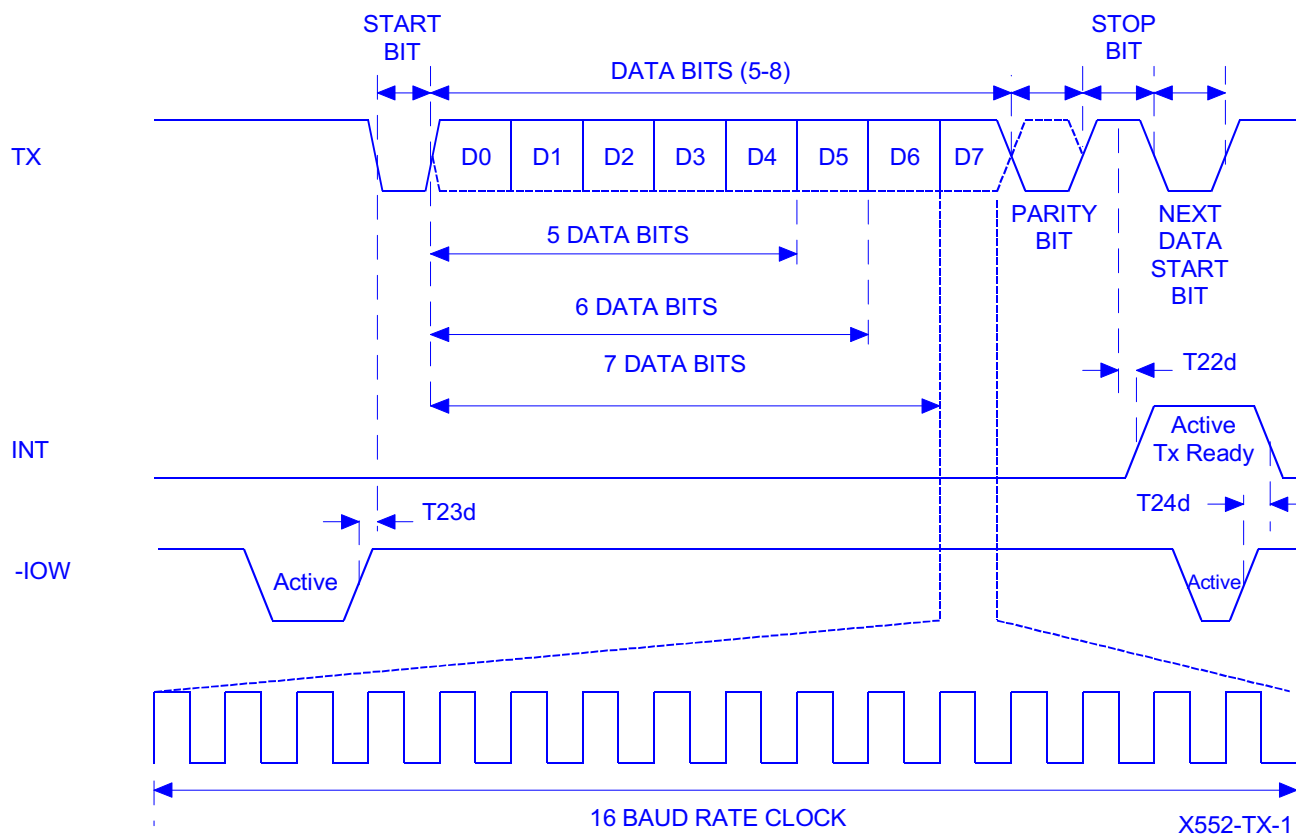 START
BIT
DATA BITS (5-8)
STOP
BIT
TX
D0 D1 D2 D3 D4 D5 D6 D7
PARITY
BIT
NEXT
DATA
START
BIT
5 DATA BITS
6 DATA BITS
7 DATA BITS
T22d
INT
Active
Tx Ready
T23d
T24d
-IOW
Active
Active
16 BAUD RATE CLOCK
X552-TX-1